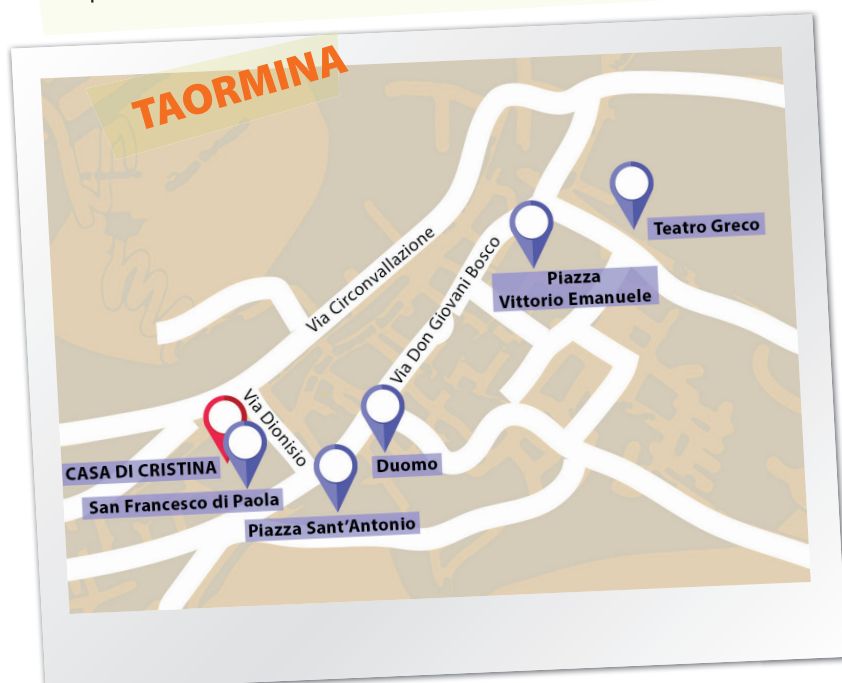 TAORMINA
Teatro Greco
Piazza
Vittorio Emanuele
Via Circonvallazione
Via Don Giovani Bosco
Via Dionisio
Duomo
CASA DI CRISTINA
San Francesco di Paola
Piazza Sant'Antonio